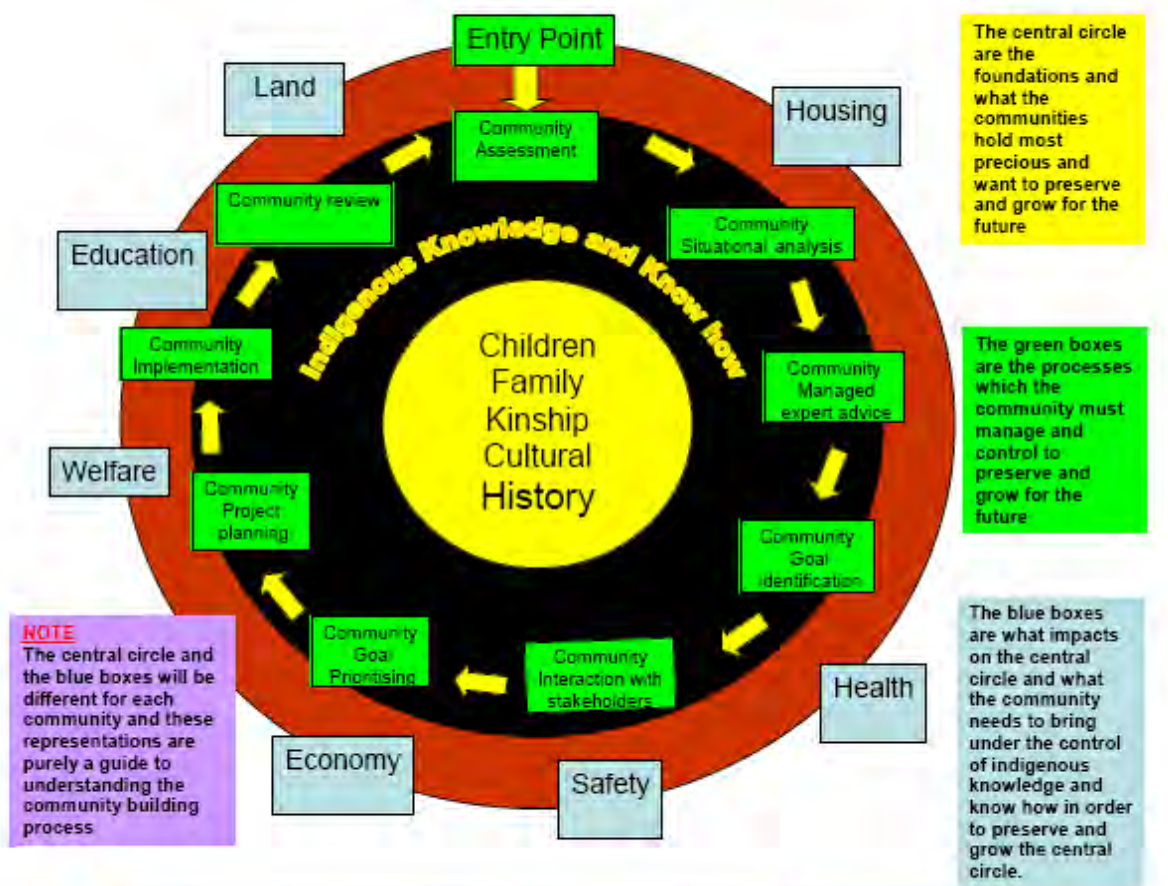 Entry Point
Community
Assessment
Community
Situational analysis
Community
Managed
expert advice
Community
Goal
identification
Community
Interaction with
stakeholders
Community
Goal
Prioritising
Community
Project
planning
Community
Implementation
Community review
Indigenous Knowledge and Know how
Children
Family
Kinship
Cultural
History
Land
Housing
Education
Welfare
Economy
Safety
Health
The central circle
are the
foundations and
what the
communities
hold most
precious and
want to preserve
and grow for the
future
The green boxes
are the processes
which the
community must
manage and
control to
preserve and
grow for the
future
The blue boxes
are what impacts
on the central
circle and what
the community
needs to bring
under the control
of indigenous
knowledge and
know how in order
to preserve and
grow the central
circle.
NOTE
The central circle and
the blue boxes will be
different for each
community and these
representations are
purely a guide to
understanding the
community building
process